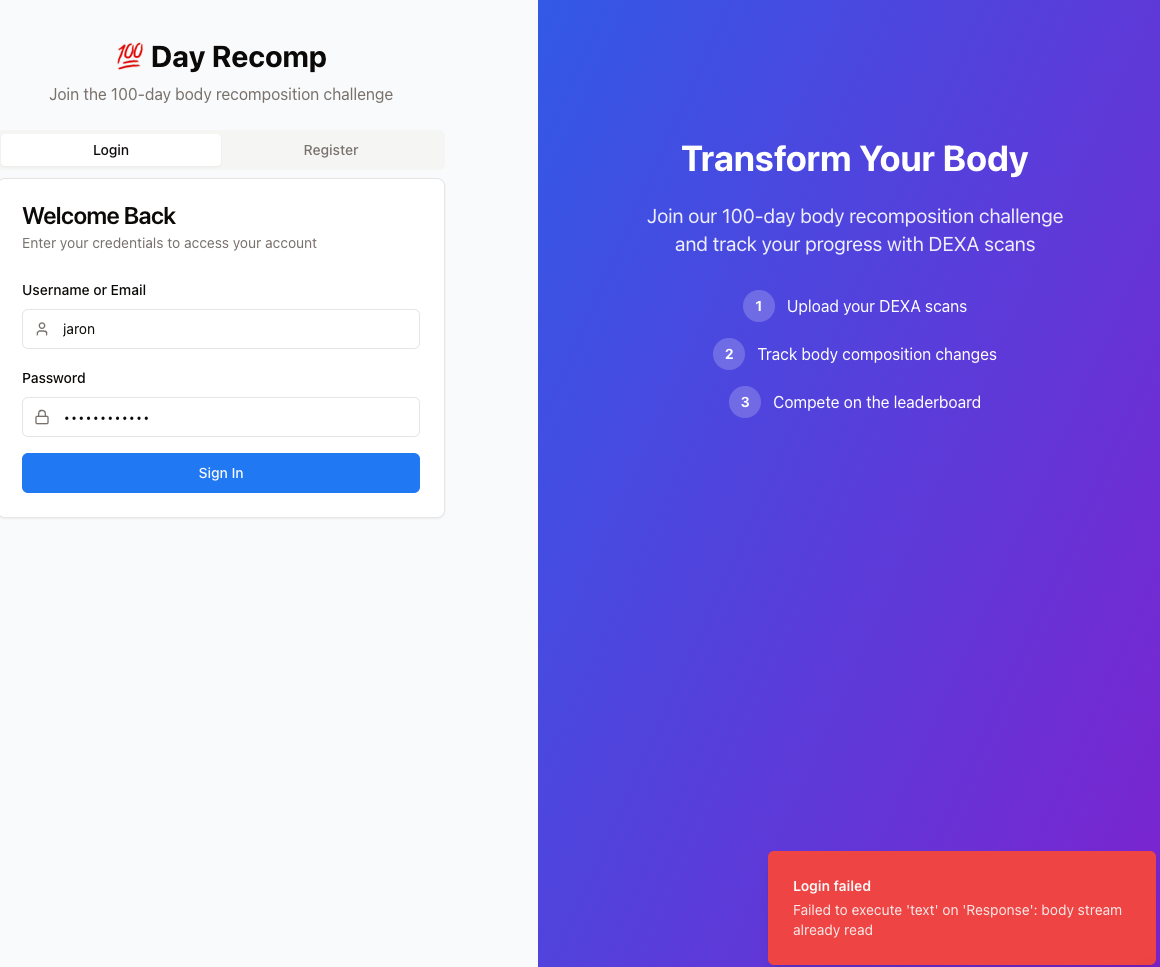 💯 Day Recomp
Join the 100-day body recomposition challenge
Login
Register
Welcome Back
Enter your credentials to access your account
Username or Email
jaron
Password
••••••••••••
Sign In
Transform Your Body
Join our 100-day body recomposition challenge
and track your progress with DEXA scans
1 Upload your DEXA scans
2 Track body composition changes
3 Compete on the leaderboard
Login failed
Failed to execute 'text' on 'Response': body stream
already read